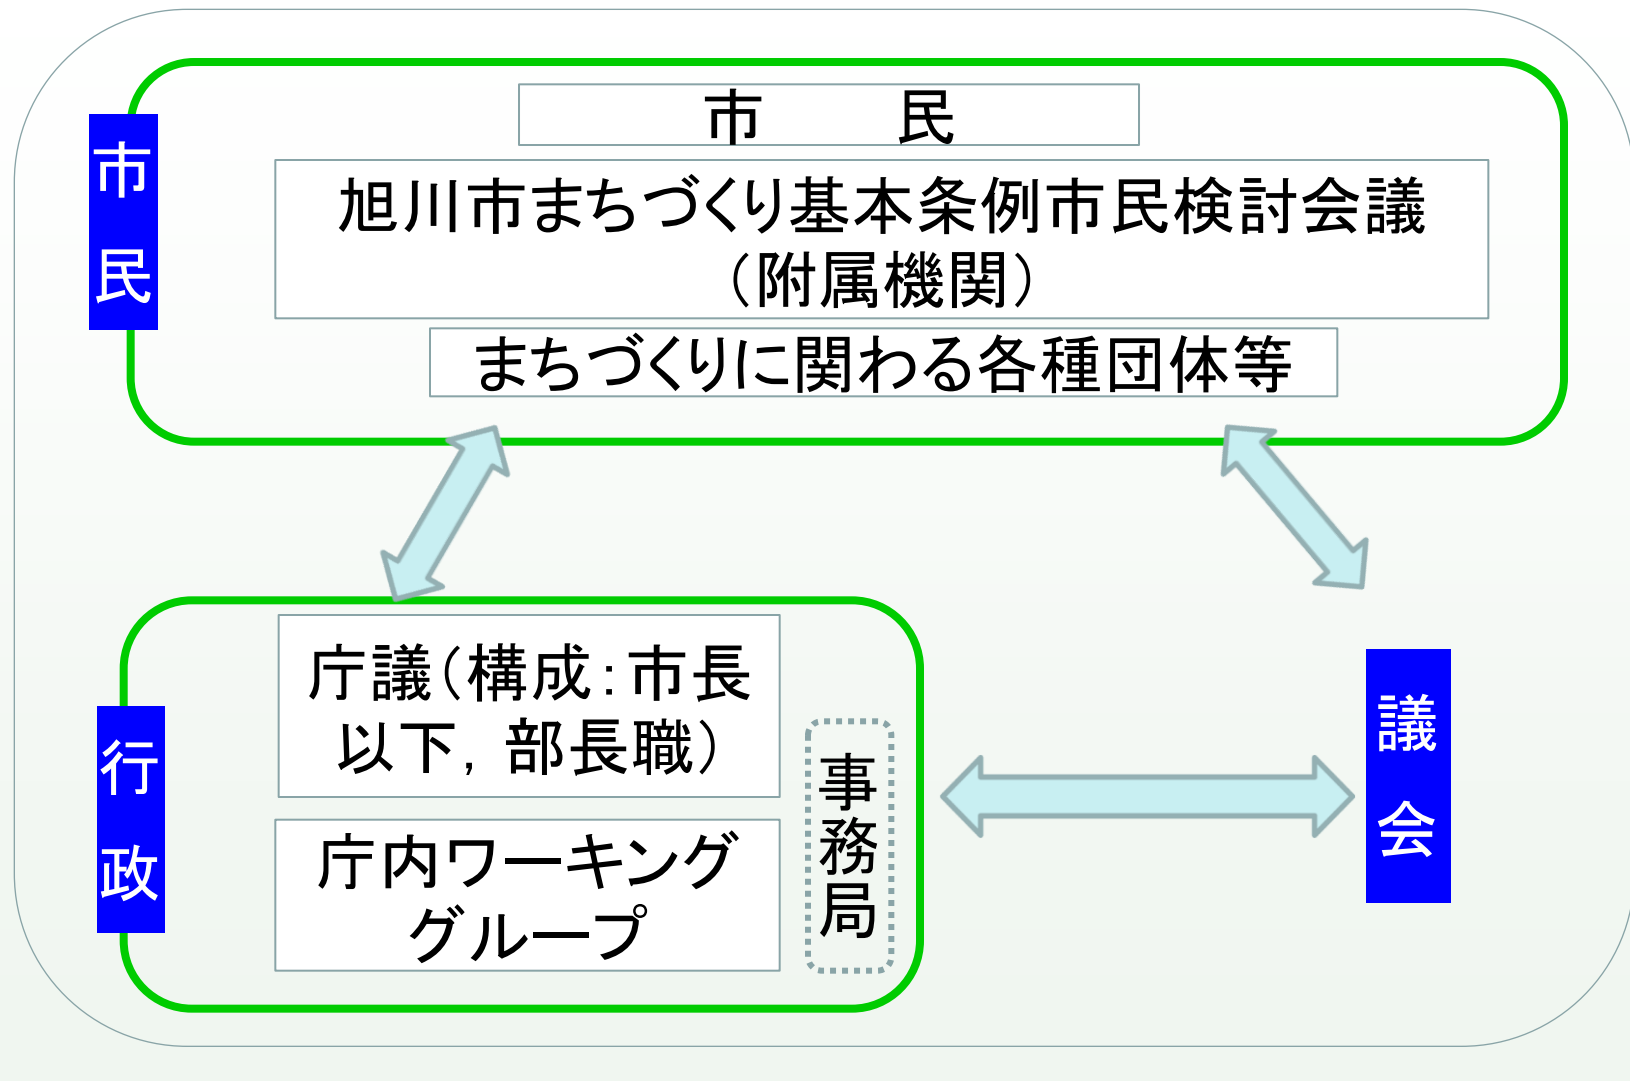 市民
市　　民
旭川市まちづくり基本条例市民検討会議
（附属機関）
まちづくりに関わる各種団体等
行政
庁議（構成：市長
以下，部長職）
庁内ワーキング
グループ
事務局
議会